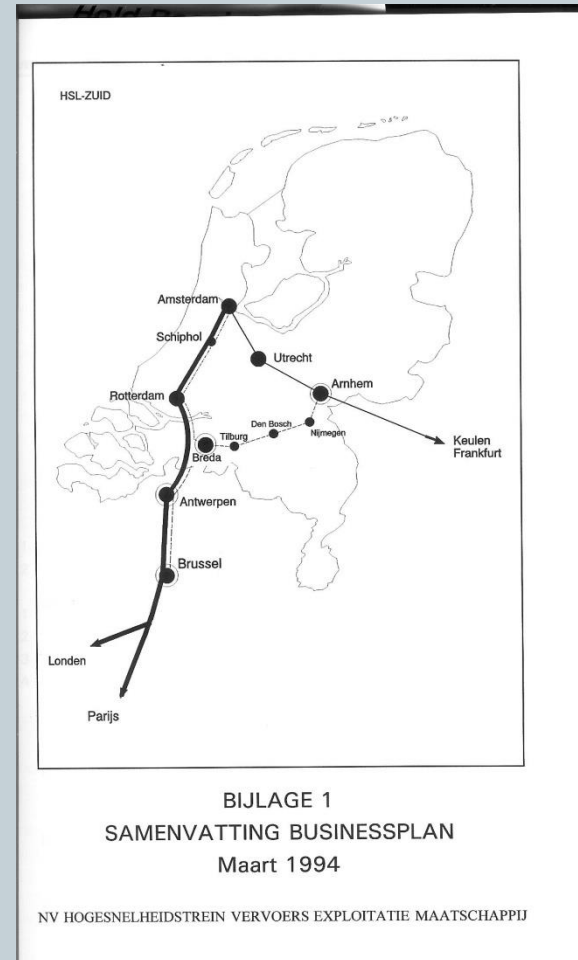 HSL-ZUID
Amsterdam
Schiphol
Utrecht
Arnhem
Rotterdam
Den Bosch
Tilburg
Nijmegen
Breda
Keulen
Frankfurt
Antwerpen
Brussel
Londen
Parijs
BIJLAGE 1
SAMENVATTING BUSINESSPLAN
Maart 1994
NV HOGESNELHEIDSTREIN VERVOERS EXPLOITATIE MAATSCHAPPIJ